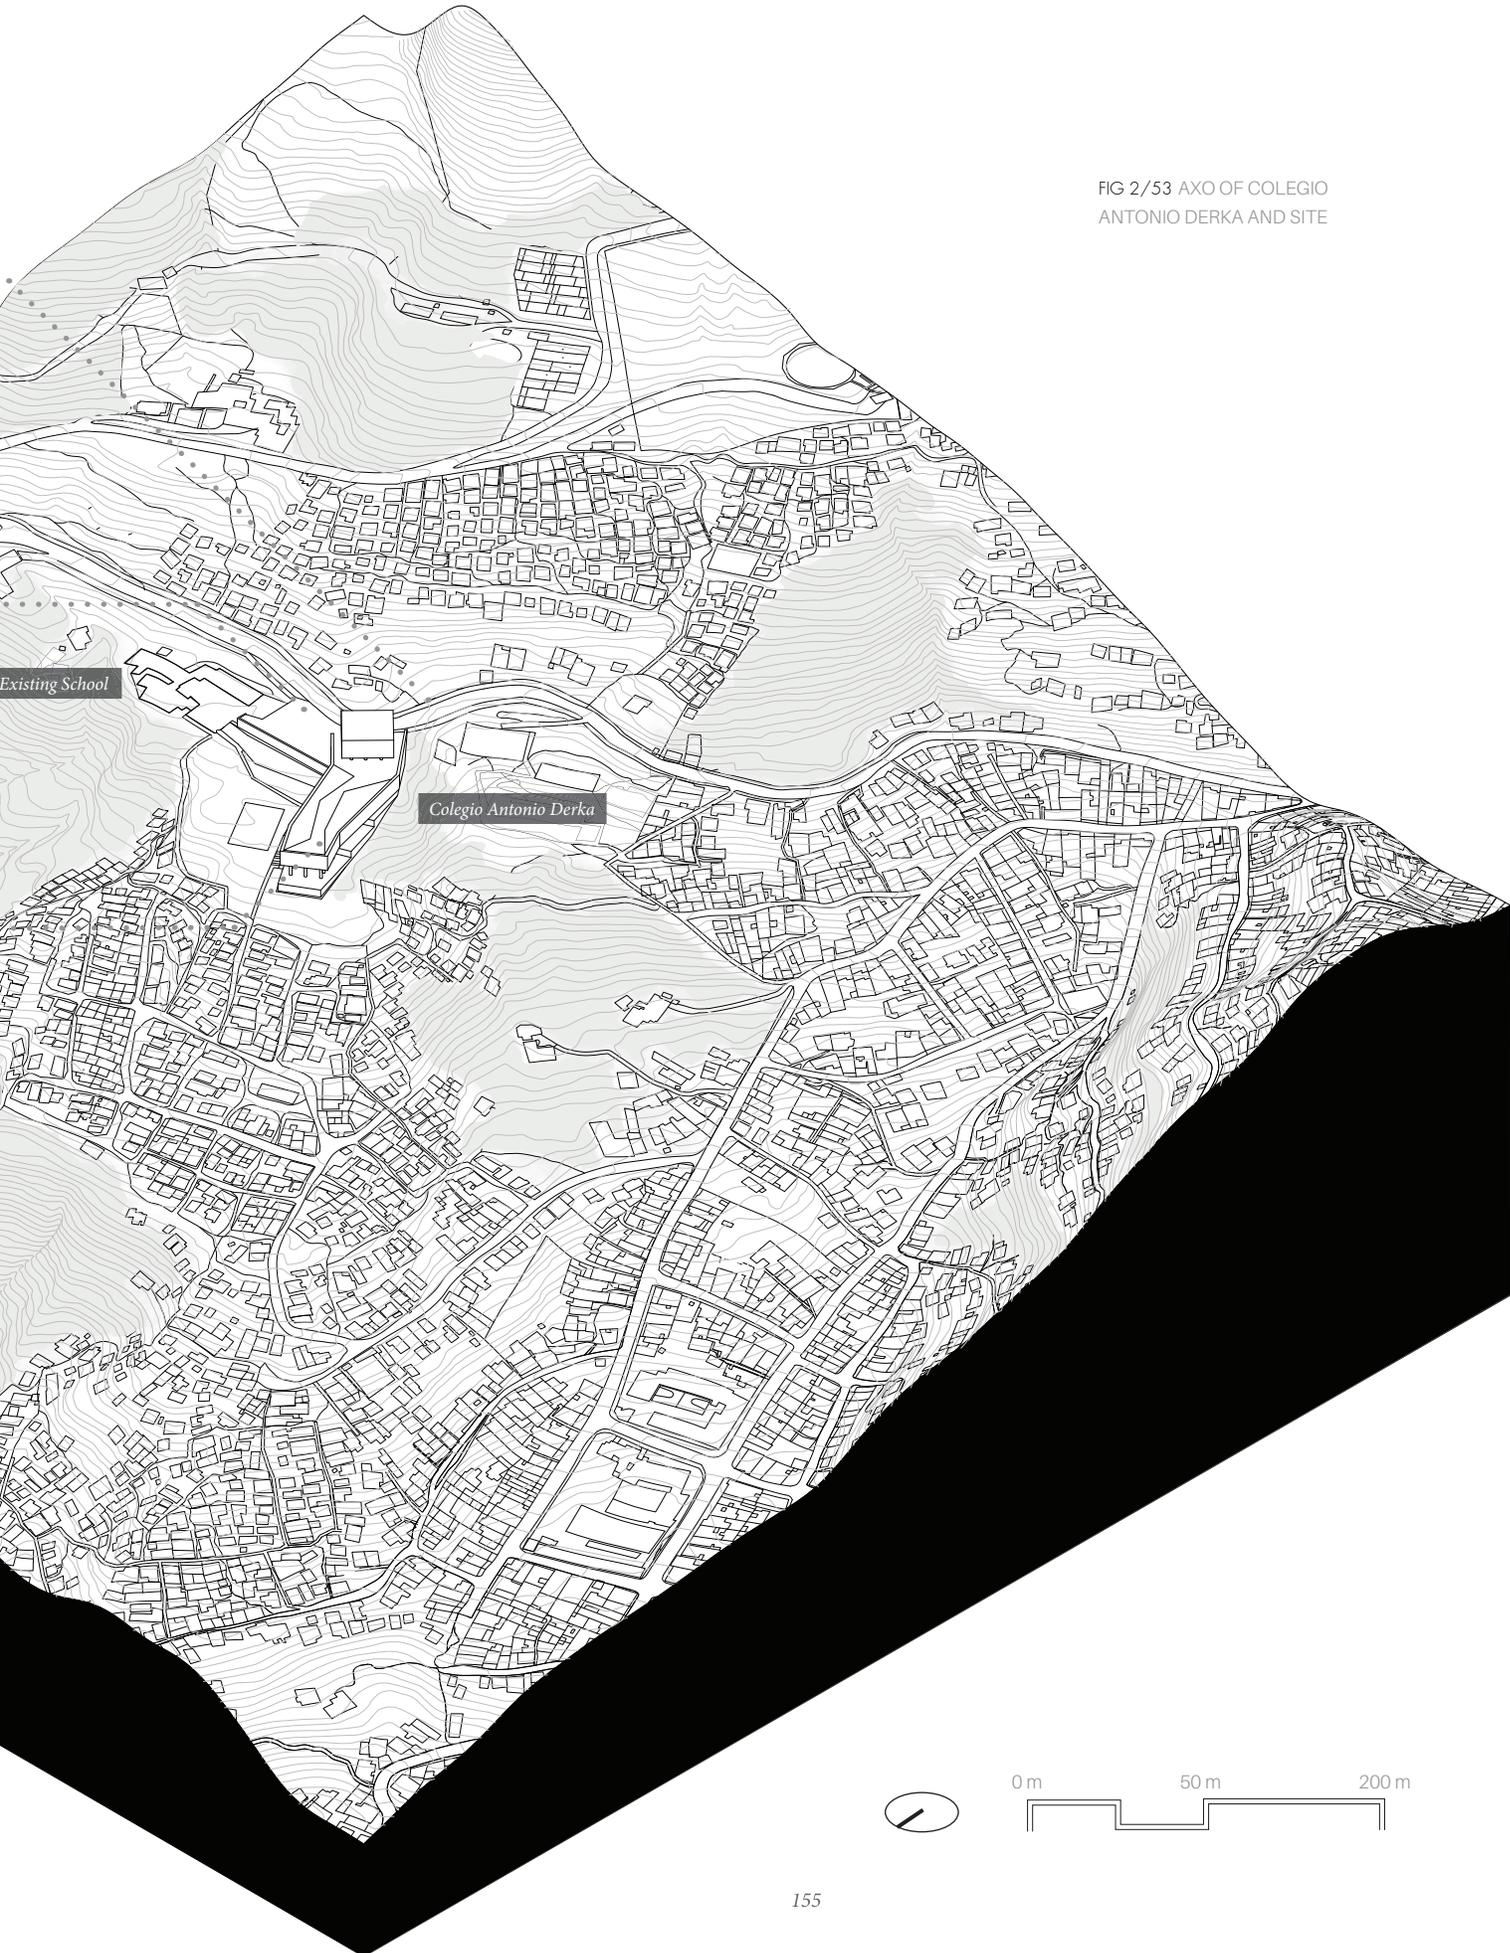 FIG 2/53 AXO OF COLEGIO
ANTONIO DERKA AND SITE
Existing School
Colegio Antonio Derka
0 m 50 m 200 m
155